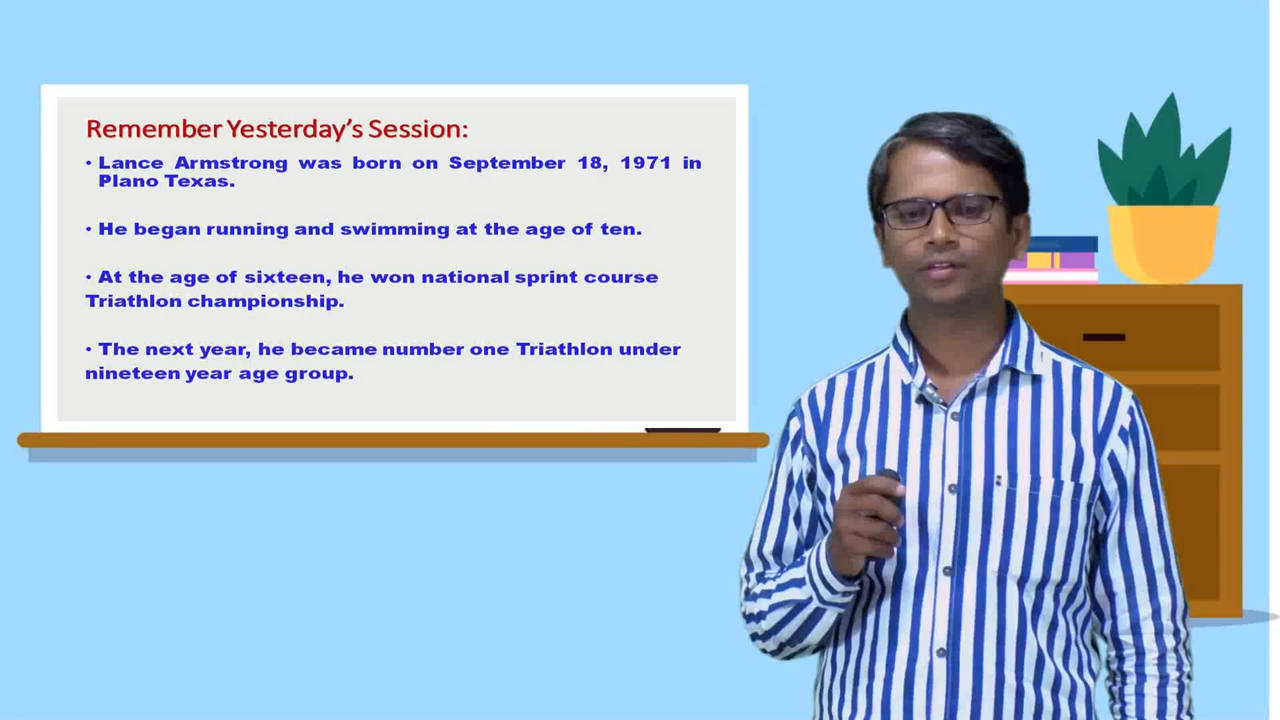 Remember Yesterday's Session:
• Lance Armstrong was born on September 18, 1971 in
Plano Texas.
• He began running and swimming at the age of ten.
• At the age of sixteen, he won national sprint course
Triathlon championship.
• The next year, he became number one Triathlon under
nineteen year age group.